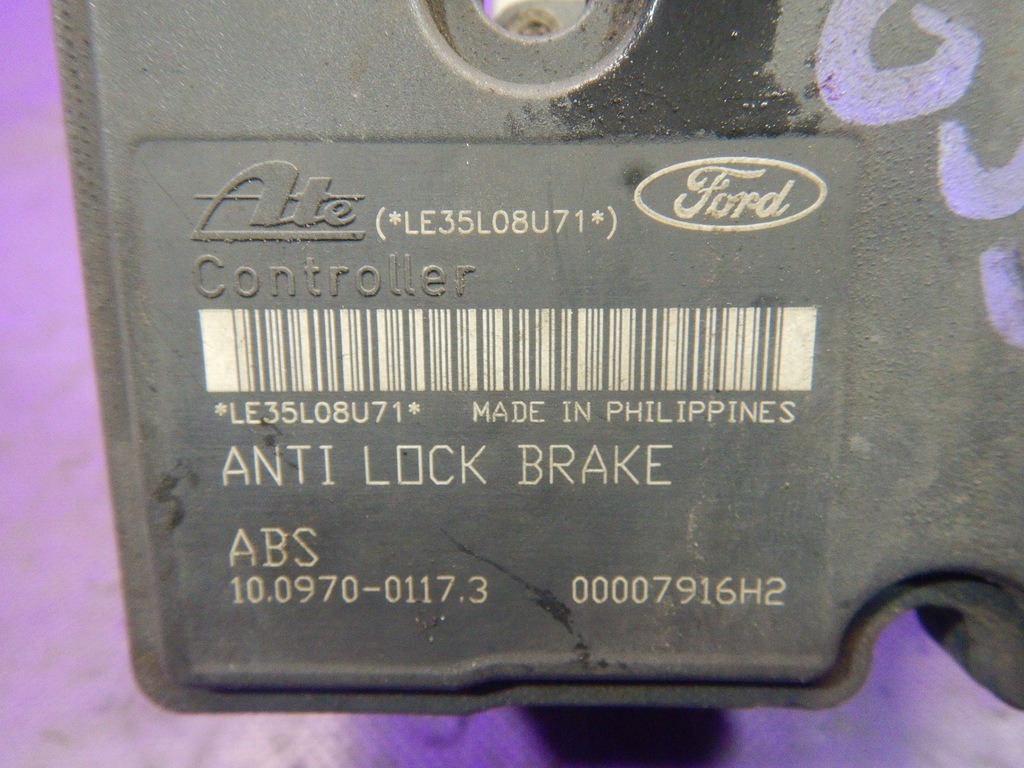 Ate (*LE35L08U71*) Ford
Controller
*LE35L08U71* MADE IN PHILIPPINES
ANTI LOCK BRAKE
ABS
10.0970-0117.3 00007916H2